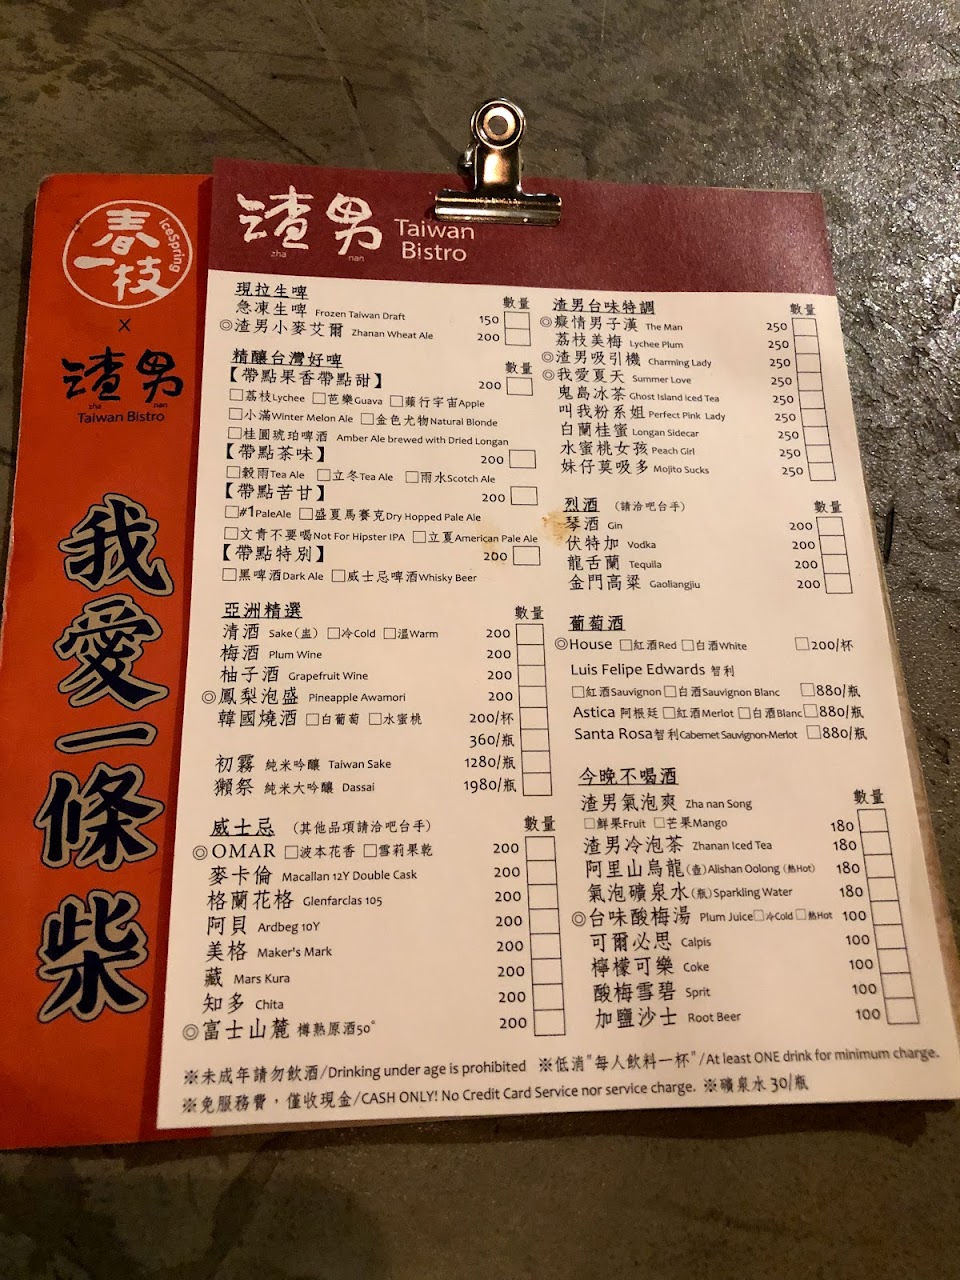 春一枝
iceSpring
x
渣男
zha nan
Taiwan Bistro
我愛一條柴
渣男 Taiwan Bistro
zha nan
現拉生啤 數量
急凍生啤 Frozen Taiwan Draft 150
◎渣男小麥艾爾 Zhanan Wheat Ale 200
精釀台灣好啤 數量
【帶點果香帶點甜】 200
□荔枝Lychee □芭樂Guava □蘋行宇宙Apple
□小滿Winter Melon Ale □金色尤物Natural Blonde
□桂圓琥珀啤酒 Amber Ale brewed with Dried Longan
【帶點茶味】 200
□穀雨Tea Ale □立冬Tea Ale □雨水Scotch Ale
【帶點苦甘】 200
□#1PaleAle □盛夏馬賽克Dry Hopped Pale Ale
□文青不要喝Not For Hipster IPA □立夏American Pale Ale
【帶點特別】 200
□黑啤酒Dark Ale □威士忌啤酒Whisky Beer
亞洲精選 數量
清酒 Sake(盅) □冷Cold □溫Warm 200
梅酒 Plum Wine 200
柚子酒 Grapefruit Wine 200
◎鳳梨泡盛 Pineapple Awamori 200
韓國燒酒 □白葡萄 □水蜜桃 200/杯
360/瓶
初霧 純米吟釀 Taiwan Sake 1280/瓶
獺祭 純米大吟釀 Dassai 1980/瓶
威士忌 (其他品項請洽吧台手) 數量
◎OMAR □波本花香 □雪莉果乾 200
麥卡倫 Macallan 12Y Double Cask 200
格蘭花格 Glenfarclas 105 200
阿貝 Ardbeg 10Y 200
美格 Maker's Mark 200
藏 Mars Kura 200
知多 Chita 200
◎富士山麓 樽熟原酒50° 200
渣男台味特調 數量
◎癡情男子漢 The Man 250
荔枝美梅 Lychee Plum 250
◎渣男吸引機 Charming Lady 250
◎我愛夏天 Summer Love 250
鬼島冰茶 Ghost Island Iced Tea 250
叫我粉系姐 Perfect Pink Lady 250
白蘭桂蜜 Longan Sidecar 250
水蜜桃女孩 Peach Girl 250
妹仔莫吸多 Mojito Sucks 250
烈酒 (請洽吧台手) 數量
琴酒 Gin 200
伏特加 Vodka 200
龍舌蘭 Tequila 200
金門高粱 Gaoliangjiu 200
葡萄酒
◎House □紅酒Red □白酒White □200/杯
Luis Felipe Edwards 智利
□紅酒Sauvignon □白酒Sauvignon Blanc □880/瓶
Astica 阿根廷 □紅酒Merlot □白酒Blanc □880/瓶
Santa Rosa智利Cabernet Sauvignon-Merlot □880/瓶
今晚不喝酒 數量
渣男氣泡爽 Zha nan Song
□鮮果Fruit □芒果Mango 180
渣男冷泡茶 Zhanan Iced Tea 180
阿里山烏龍(壺)Alishan Oolong (熱Hot) 180
氣泡礦泉水(瓶)Sparkling Water 180
◎台味酸梅湯 Plum Juice□冷Cold □熱Hot 100
可爾必思 Calpis 100
檸檬可樂 Coke 100
酸梅雪碧 Sprit 100
加鹽沙士 Root Beer 100
※未成年請勿飲酒/Drinking under age is prohibited ※低消"每人飲料一杯"/At least ONE drink for minimum charge.
※免服務費，僅收現金/CASH ONLY! No Credit Card Service nor service charge. ※礦泉水 30/瓶